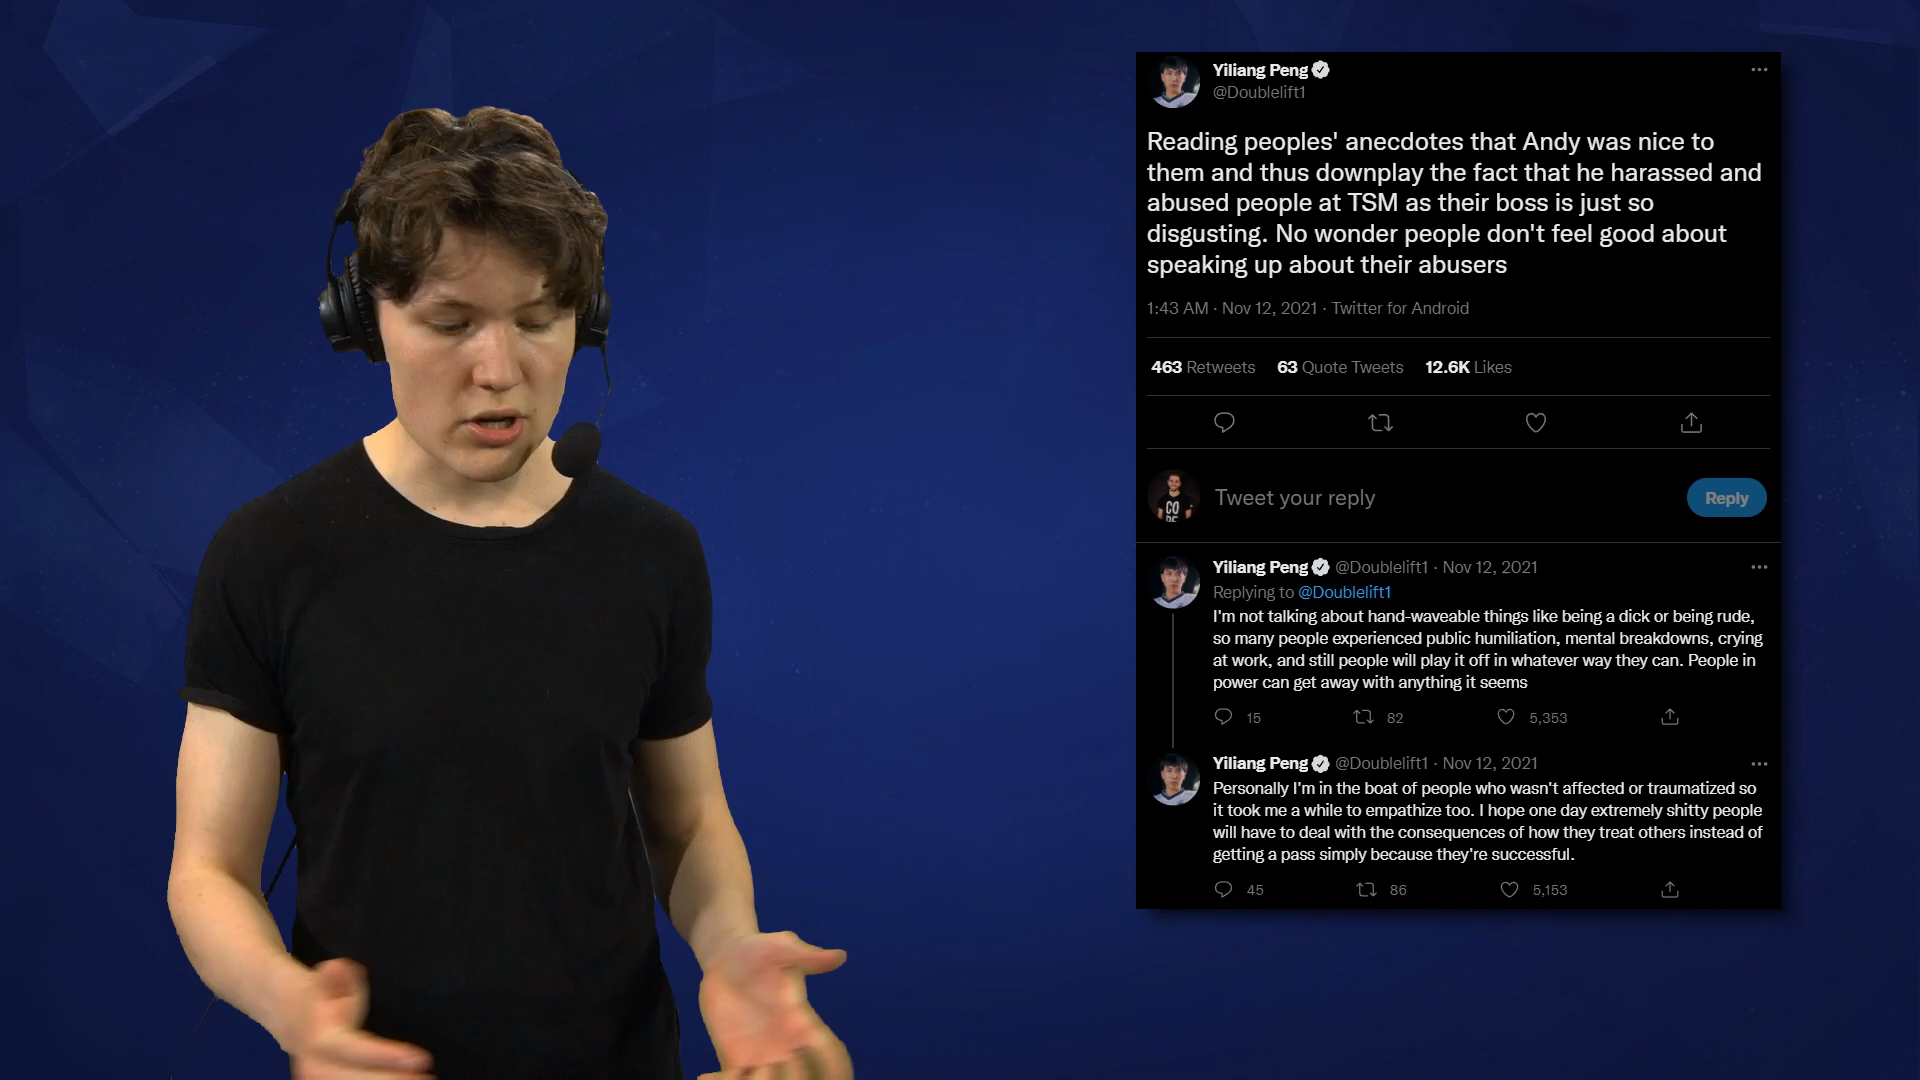 Yiliang Peng
@Doublelift1
Reading peoples' anecdotes that Andy was nice to
them and thus downplay the fact that he harassed and
abused people at TSM as their boss is just so
disgusting. No wonder people don't feel good about
speaking up about their abusers
1:43 AM · Nov 12, 2021 · Twitter for Android
463 Retweets 63 Quote Tweets 12.6K Likes
CO
RE
Tweet your reply
Reply
Yiliang Peng @Doublelift1 · Nov 12, 2021
Replying to @Doublelift1
I'm not talking about hand-waveable things like being a dick or being rude,
so many people experienced public humiliation, mental breakdowns, crying
at work, and still people will play it off in whatever way they can. People in
power can get away with anything it seems
15 82 5,353
Yiliang Peng @Doublelift1 · Nov 12, 2021
Personally I'm in the boat of people who wasn't affected or traumatized so
it took me a while to empathize too. I hope one day extremely shitty people
will have to deal with the consequences of how they treat others instead of
getting a pass simply because they're successful.
45 86 5,153